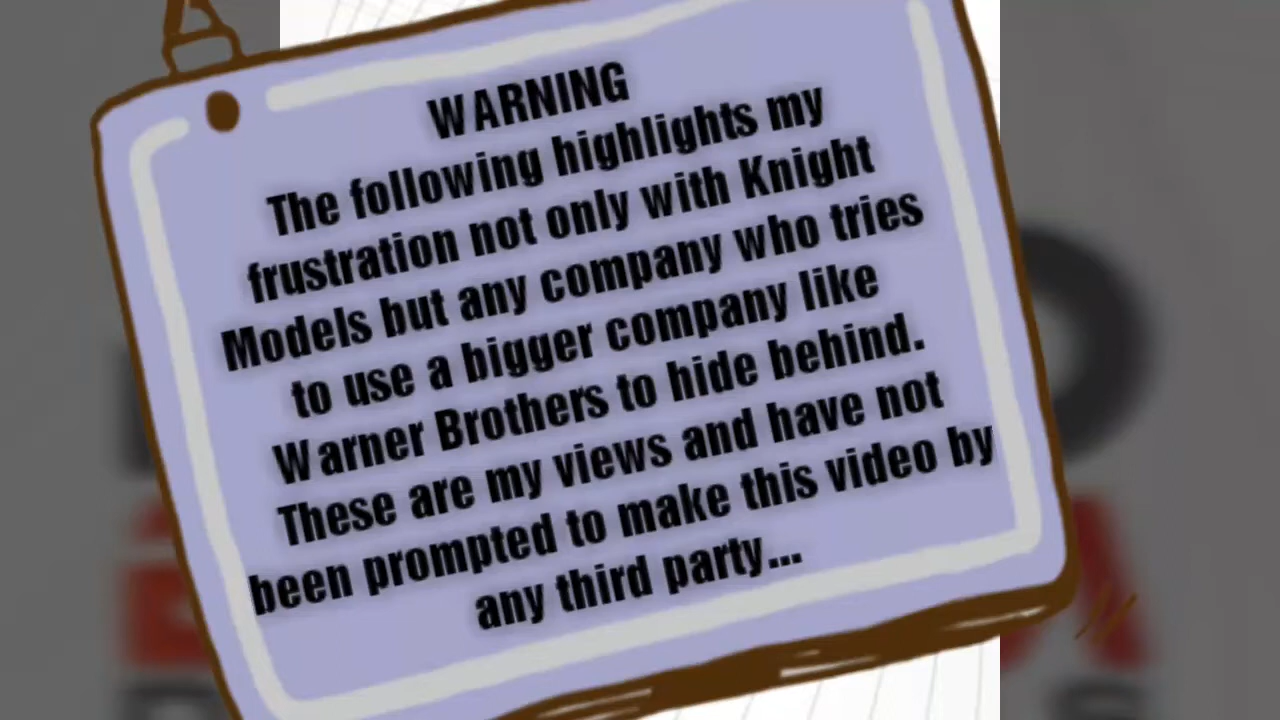 WARNING
The following highlights my
frustration not only with Knight
Models but any company who tries
to use a bigger company like
Warner Brothers to hide behind.
These are my views and have not
been prompted to make this video by
any third party...